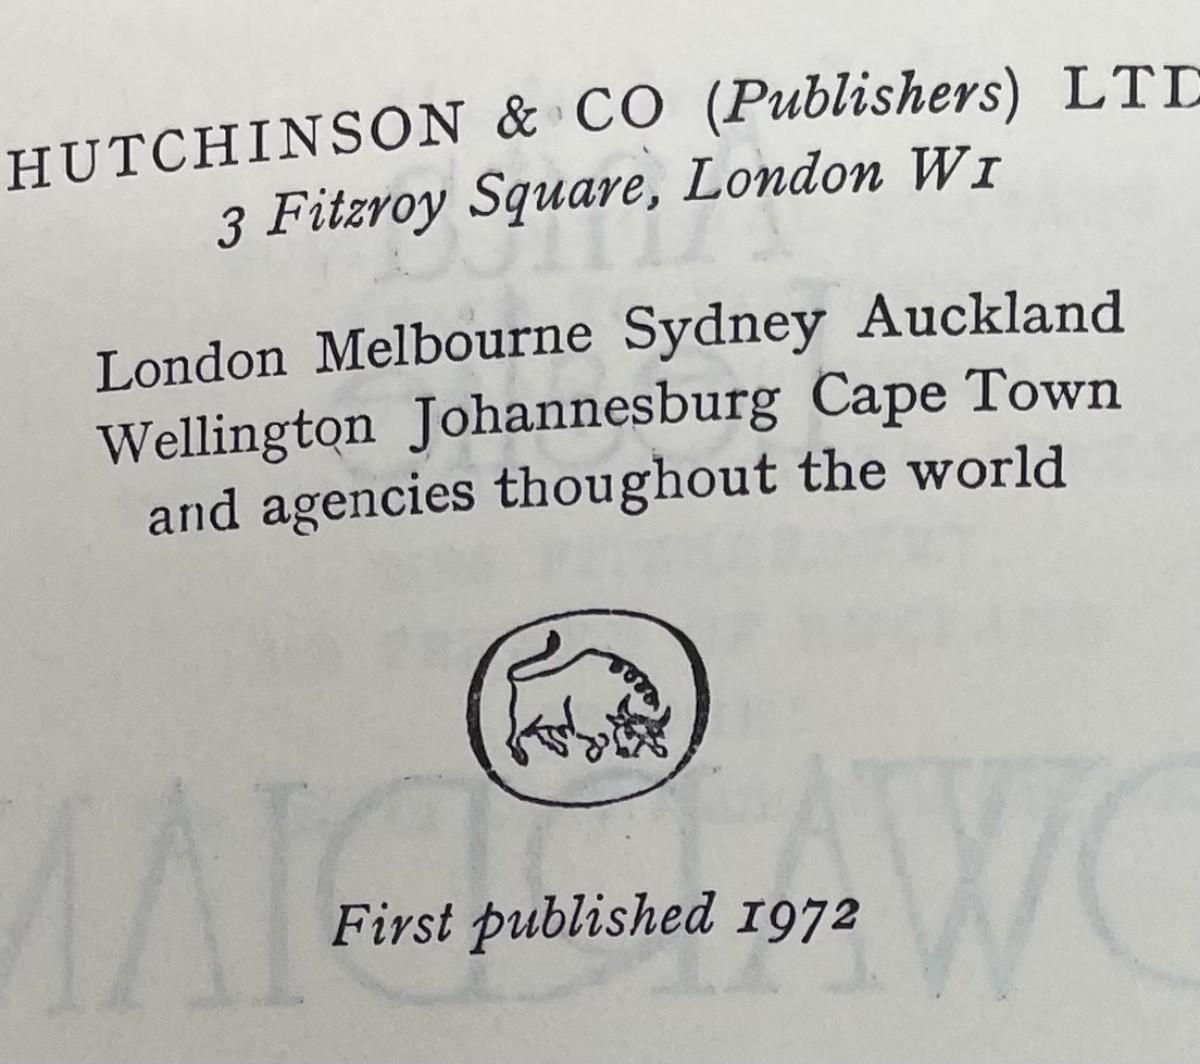 HUTCHINSON & CO (Publishers) LTD
3 Fitzroy Square, London W1
London Melbourne Sydney Auckland
Wellington Johannesburg Cape Town
and agencies thoughout the world
First published 1972